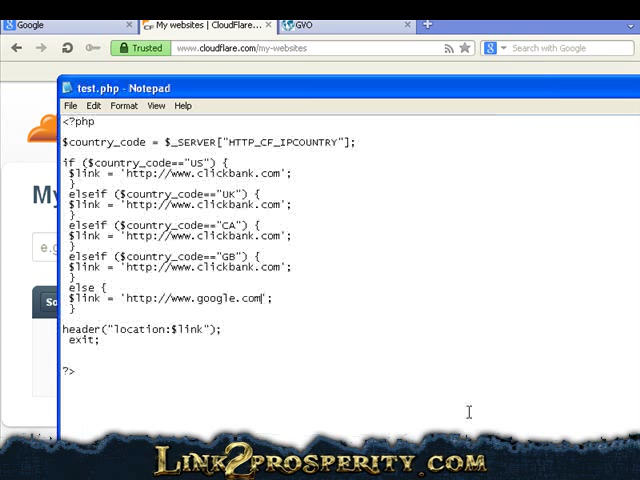 Google
My websites | CloudFlare...
GVO
Trusted
www.cloudflare.com/my-websites
Search with Google
test.php - Notepad
File Edit Format View Help
<?php
$country_code = $_SERVER["HTTP_CF_IPCOUNTRY"];
if ($country_code=="US") {
$link = 'http://www.clickbank.com';
}
elseif ($country_code=="UK") {
$link = 'http://www.clickbank.com';
}
elseif ($country_code=="CA") {
$link = 'http://www.clickbank.com';
}
elseif ($country_code=="GB") {
$link = 'http://www.clickbank.com';
}
else {
$link = 'http://www.google.com';
}
header("location:$link");
exit;
?>
My
e.g
So
Link2prosperity.com